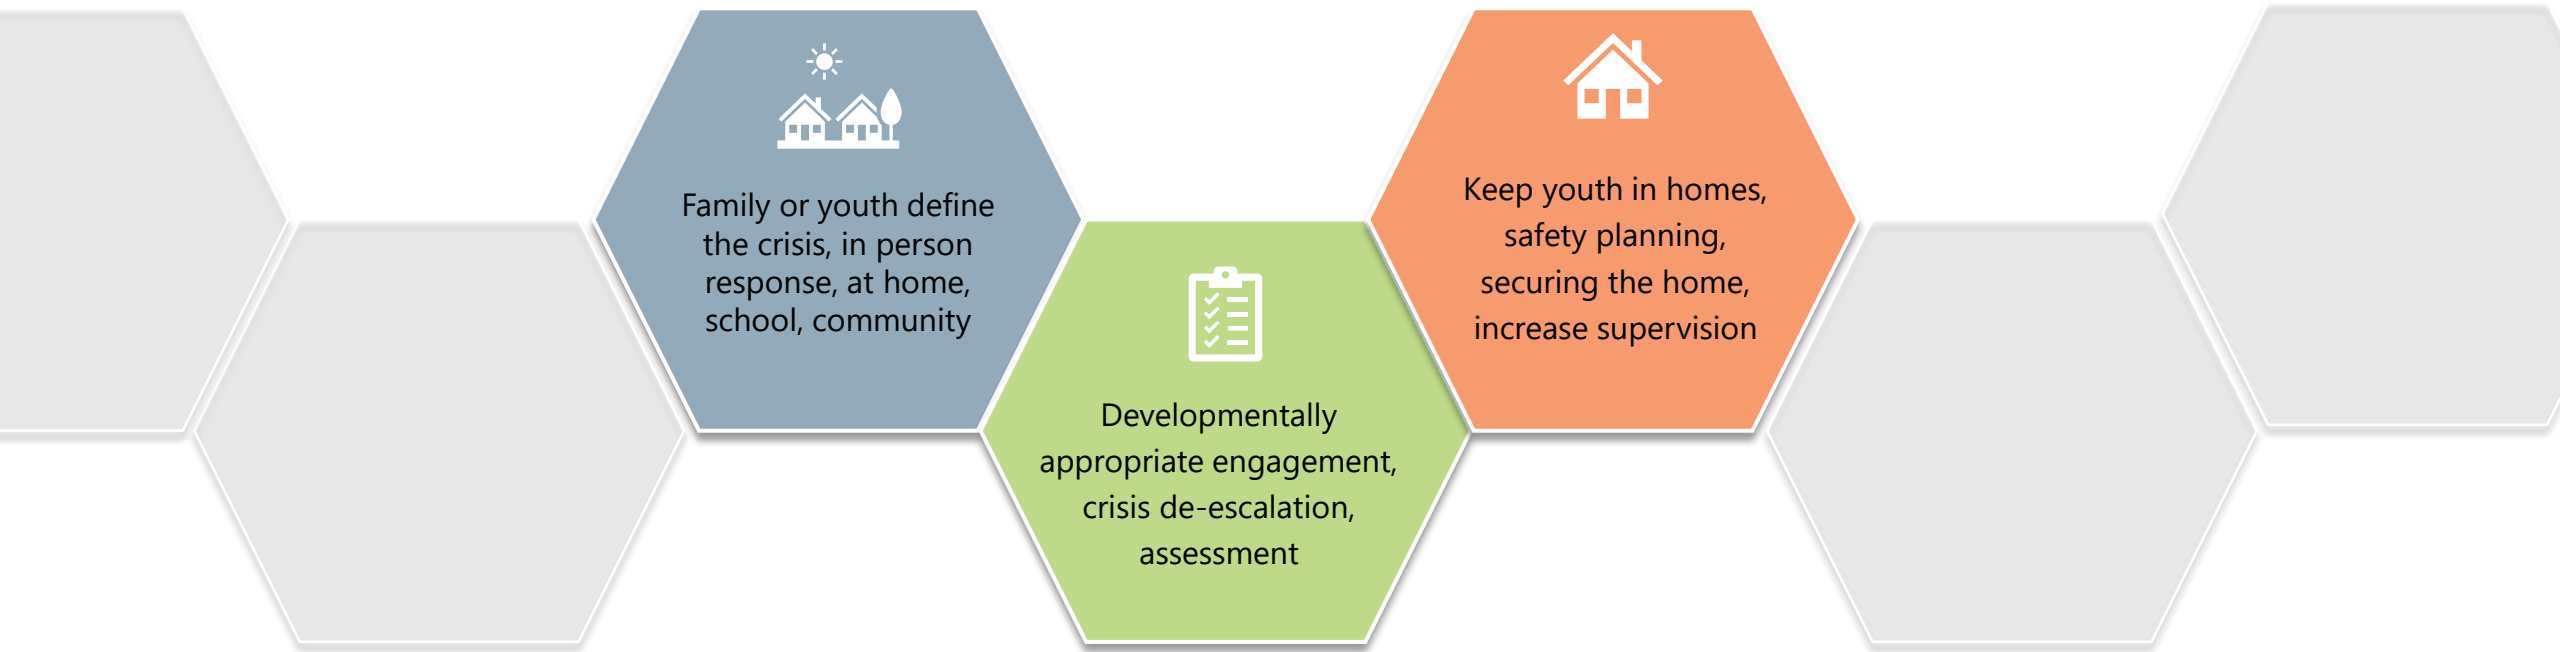 Family or youth define
the crisis, in person
response, at home,
school, community
Developmentally
appropriate engagement,
crisis de-escalation,
assessment
Keep youth in homes,
safety planning,
securing the home,
increase supervision